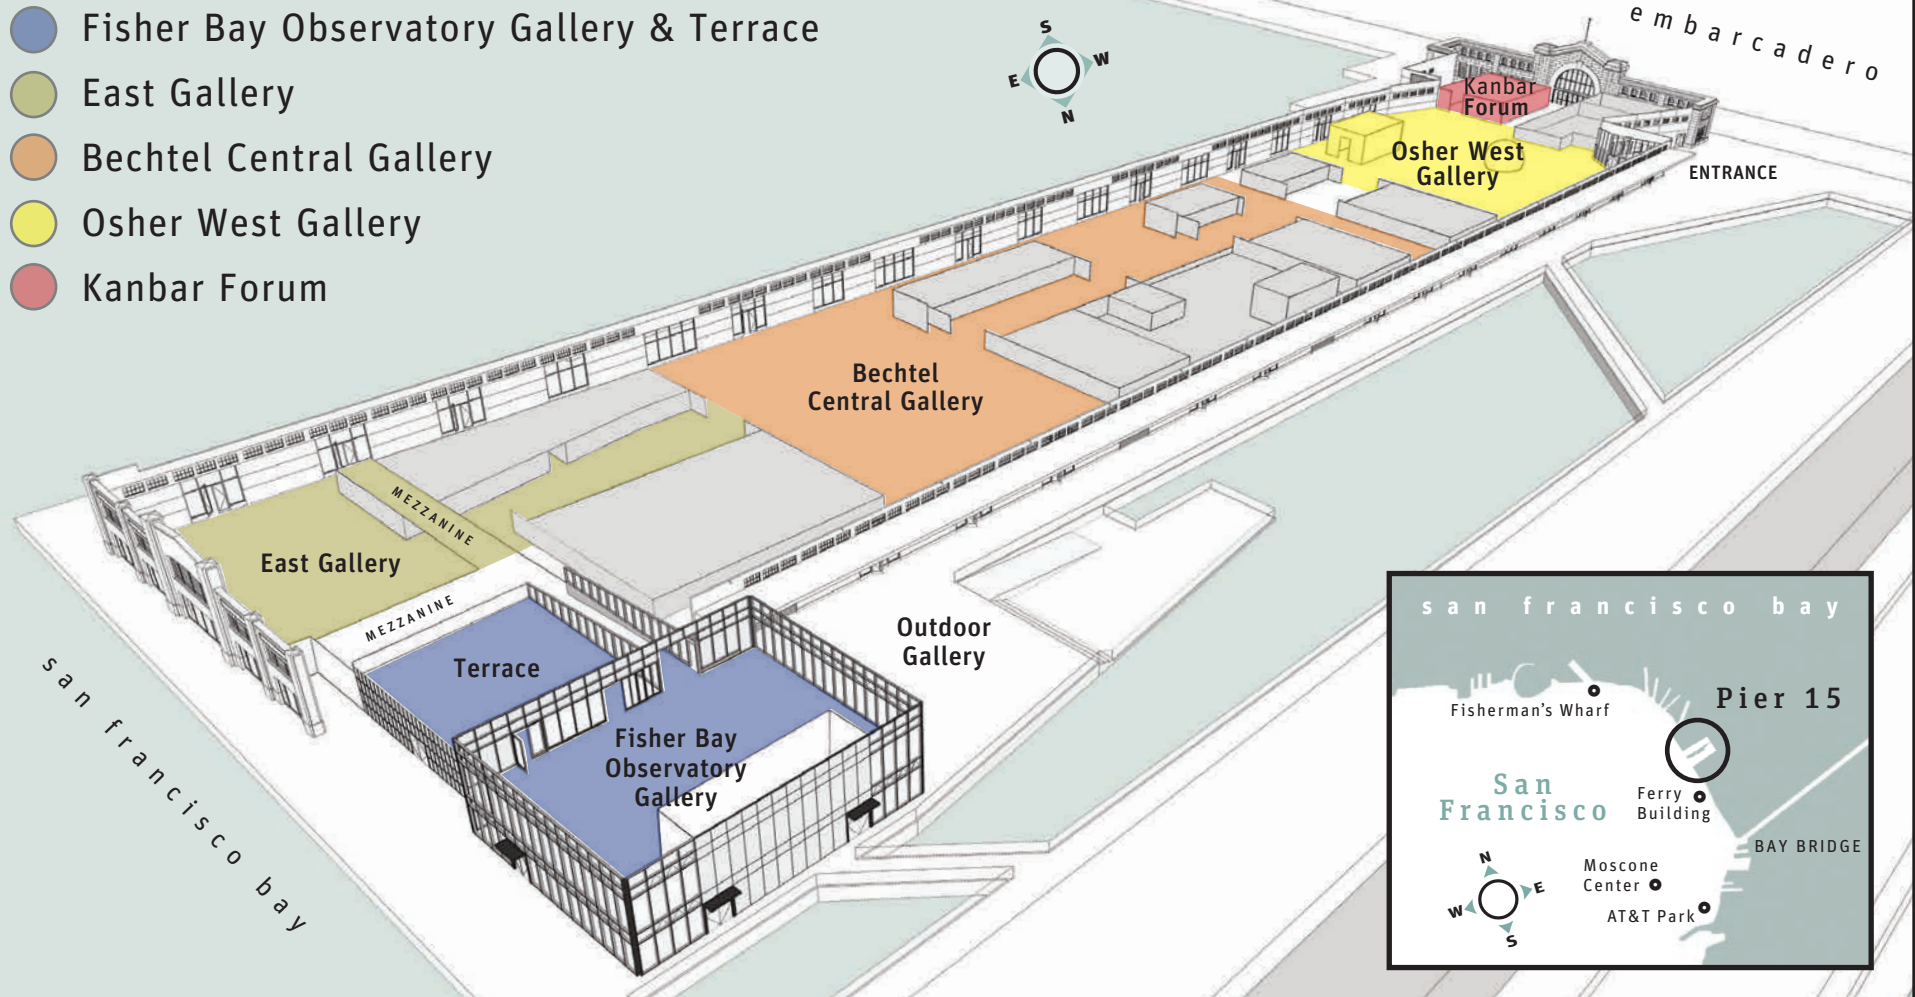 Fisher Bay Observatory Gallery & Terrace
East Gallery
Bechtel Central Gallery
Osher West Gallery
Kanbar Forum
S
W
E
N
embarcadero
Kanbar
Forum
Osher West
Gallery
ENTRANCE
Bechtel
Central Gallery
MEZZANINE
East Gallery
MEZZANINE
Terrace
Outdoor
Gallery
Fisher Bay
Observatory
Gallery
san francisco bay
san francisco bay
Pier 15
Fisherman's Wharf
San
Francisco
Ferry
Building
BAY BRIDGE
Moscone
Center
AT&T Park
N
E
W
S